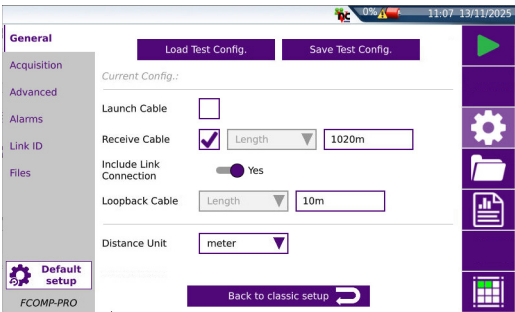 DC 0% 11:07 13/11/2025
General
Load Test Config. Save Test Config.
Acquisition
Current Config.:
Advanced
Launch Cable
Alarms
Receive Cable Length 1020m
Link ID
Include Link
Connection Yes
Files
Loopback Cable Length 10m
Distance Unit meter
Default
setup
Back to classic setup
FCOMP-PRO